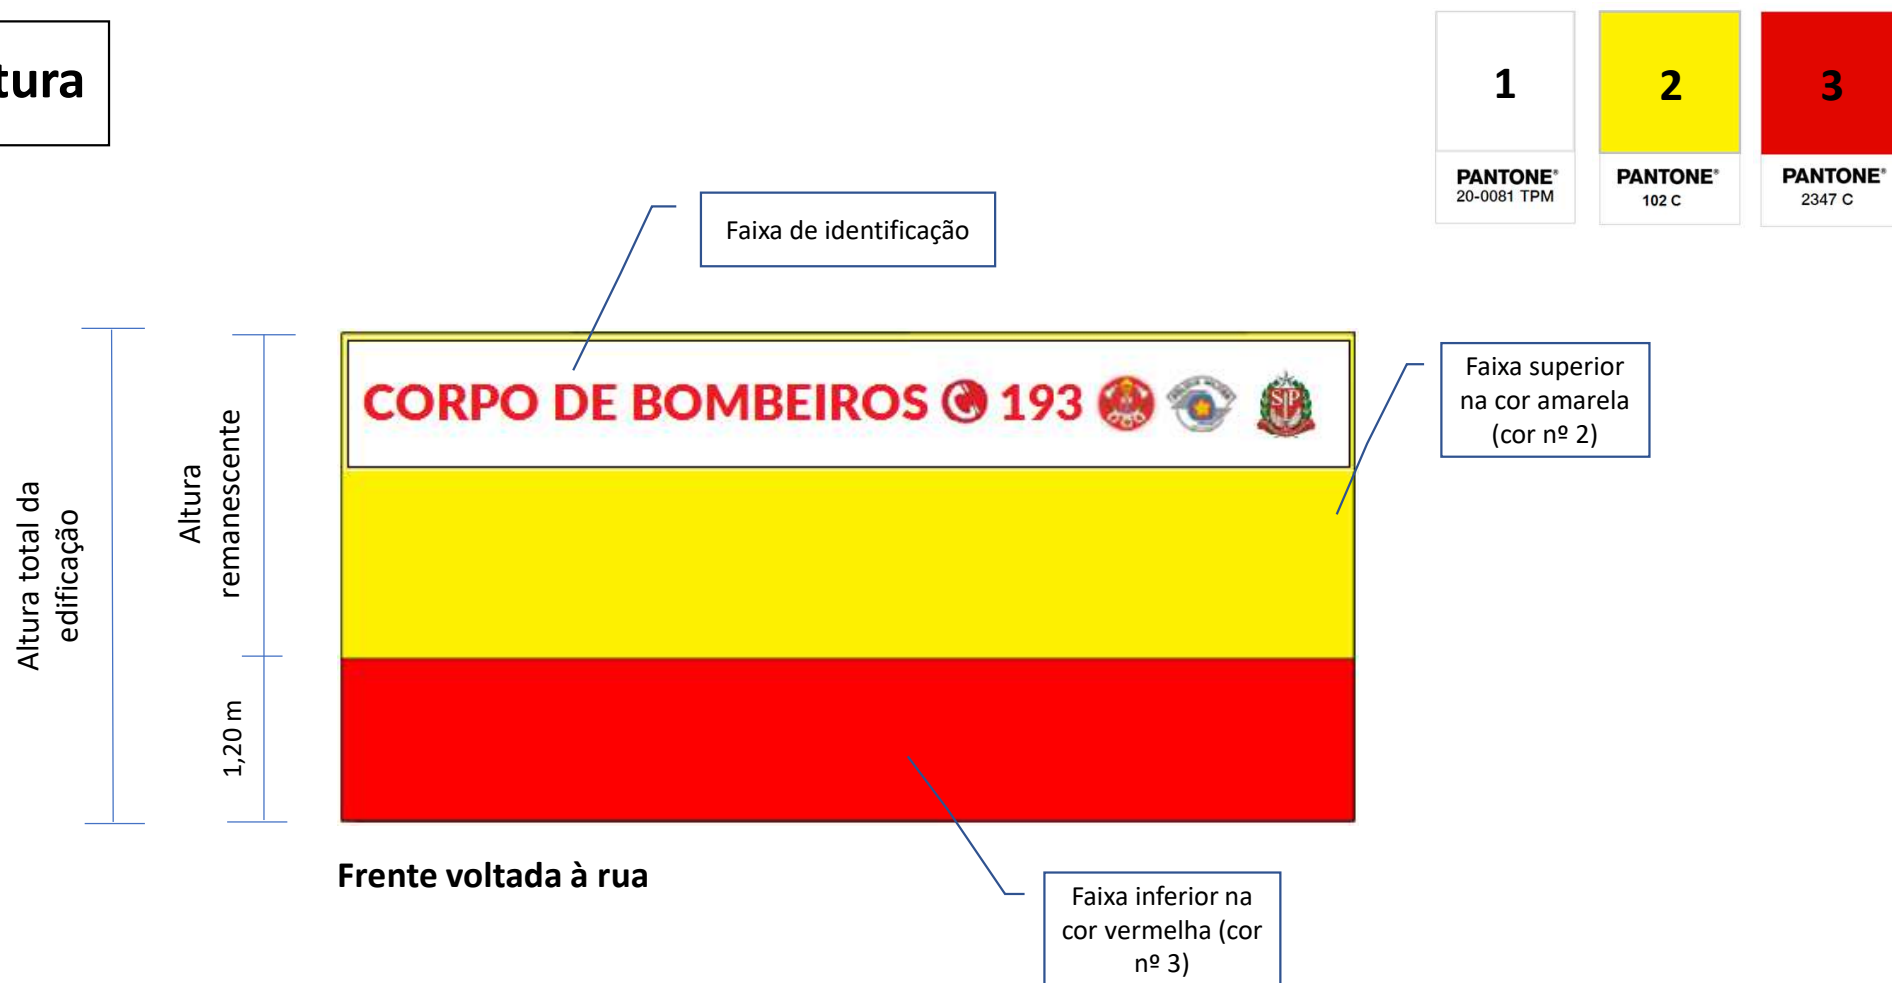 tura
1
2
3
PANTONE®
20-0081 TPM
PANTONE®
102 C
PANTONE®
2347 C
Faixa de identificação
CORPO DE BOMBEIROS 193
SP
Faixa superior
na cor amarela
(cor nº 2)
Altura total da
edificação
Altura
remanescente
1,20 m
Frente voltada à rua
Faixa inferior na
cor vermelha (cor
nº 3)